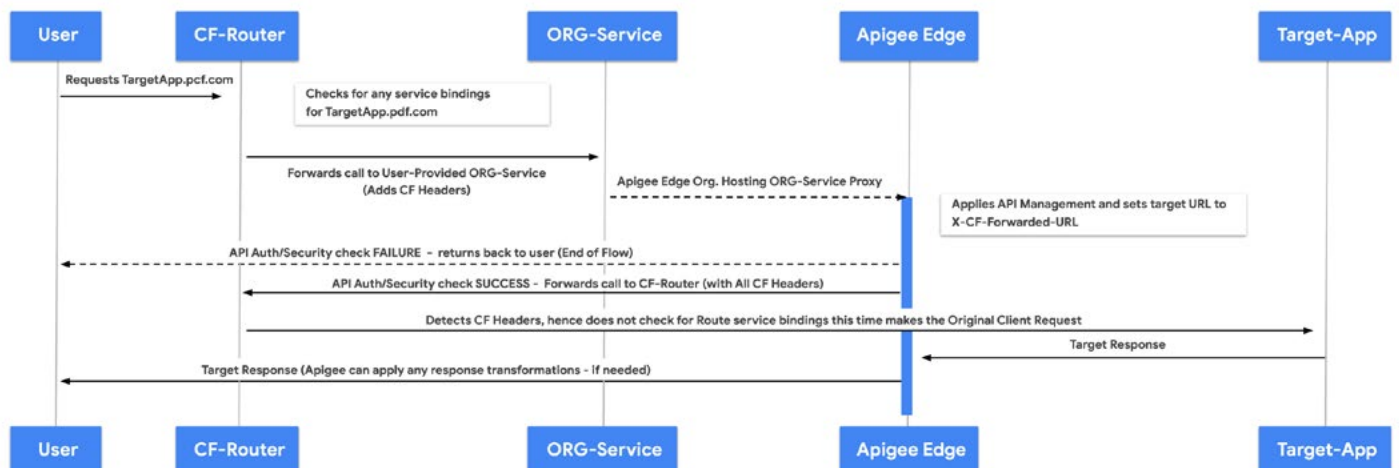 User
CF-Router
ORG-Service
Apigee Edge
Target-App
Requests TargetApp.pcf.com
Checks for any service bindings
for TargetApp.pdf.com
Forwards call to User-Provided ORG-Service
(Adds CF Headers)
Apigee Edge Org. Hosting ORG-Service Proxy
Applies API Management and sets target URL to
X-CF-Forwarded-URL
API Auth/Security check FAILURE - returns back to user (End of Flow)
API Auth/Security check SUCCESS - Forwards call to CF-Router (with All CF Headers)
Detects CF Headers, hence does not check for Route service bindings this time makes the Original Client Request
Target Response
Target Response (Apigee can apply any response transformations - if needed)
User
CF-Router
ORG-Service
Apigee Edge
Target-App